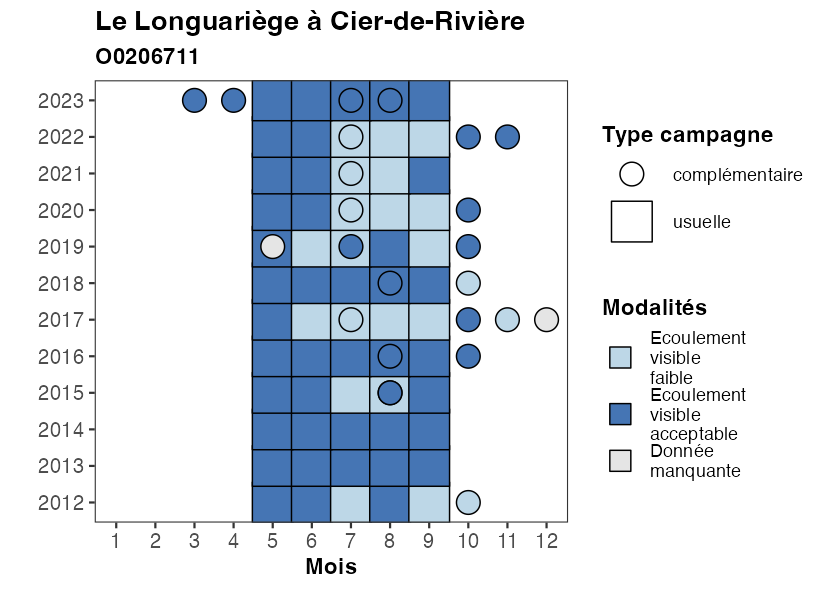 Le Longuariège à Cier-de-Rivière
O0206711
2023
2022
2021
2020
2019
2018
2017
2016
2015
2014
2013
2012
1 2 3 4 5 6 7 8 9 10 11 12
Mois
Type campagne
complémentaire
usuelle
Modalités
Ecoulement
visible
faible
Ecoulement
visible
acceptable
Donnée
manquante